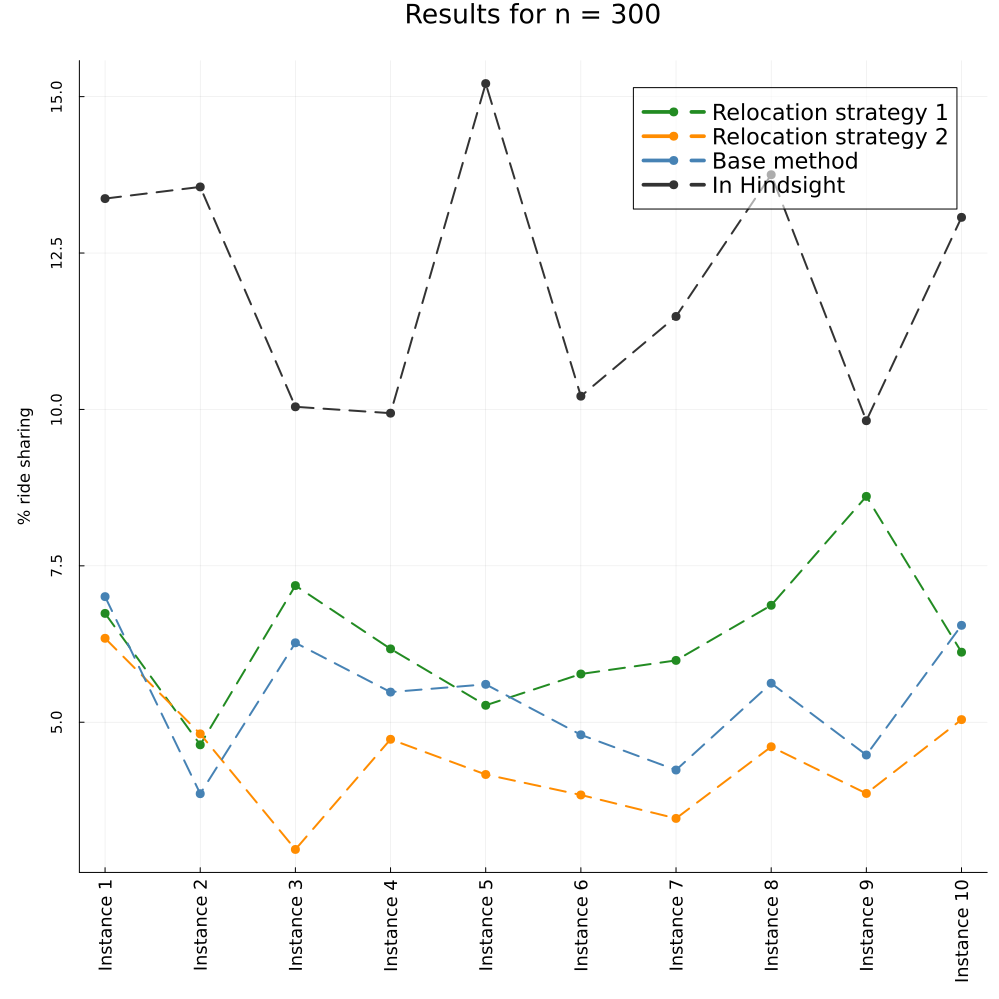 Results for n = 300
Relocation strategy 1
Relocation strategy 2
Base method
In Hindsight
% ride sharing
15.0
12.5
10.0
7.5
5.0
Instance 1
Instance 2
Instance 3
Instance 4
Instance 5
Instance 6
Instance 7
Instance 8
Instance 9
Instance 10